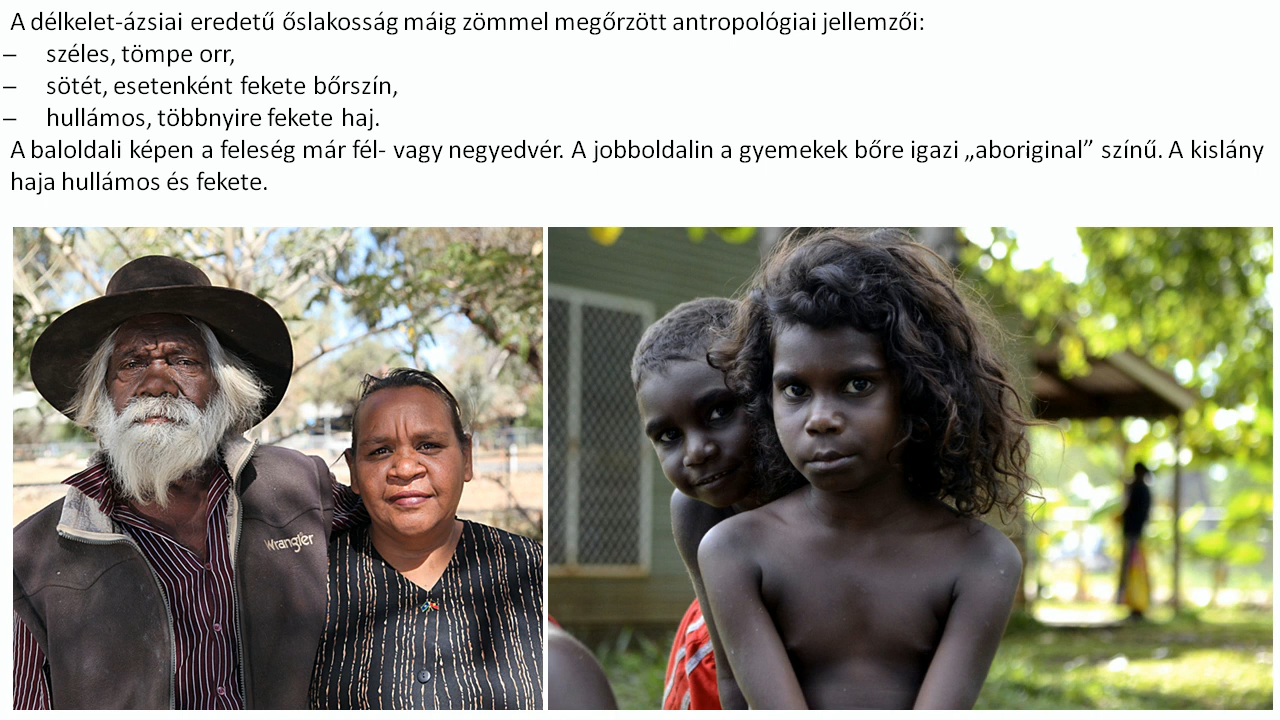 A délkelet-ázsiai eredetű őslakosság máig zömmel megőrzött antropológiai jellemzői:
– széles, tömpe orr,
– sötét, esetenként fekete bőrszín,
– hullámos, többnyire fekete haj.
A baloldali képen a feleség már fél- vagy negyedvér. A jobboldalin a gyemekek bőre igazi „aboriginal” színű. A kislány
haja hullámos és fekete.
Wrangler